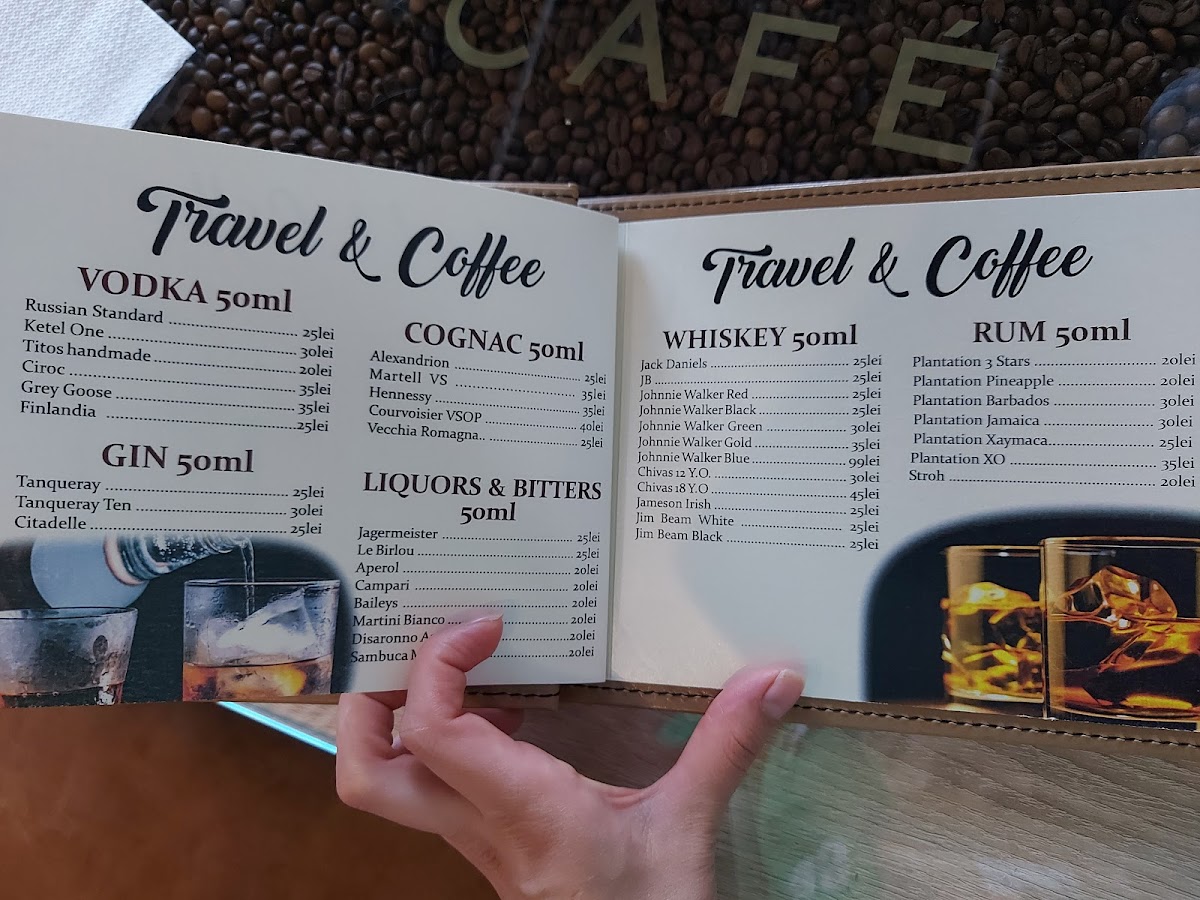 CAFÉ
Travel & Coffee
VODKA 50ml
Russian Standard ........ 25lei
Ketel One ........ 30lei
Titos handmade ........ 20lei
Ciroc ........ 35lei
Grey Goose ........ 35lei
Finlandia ........ 25lei
GIN 50ml
Tanqueray ........ 25lei
Tanqueray Ten ........ 30lei
Citadelle ........ 25lei
COGNAC 50ml
Alexandrion ........ 25lei
Martell VS ........ 35lei
Hennessy ........ 35lei
Courvoisier VSOP ........ 40lei
Vecchia Romagna.. ........ 25lei
LIQUORS & BITTERS
50ml
Jagermeister ........ 25lei
Le Birlou ........ 25lei
Aperol ........ 20lei
Campari ........ 20lei
Baileys ........ 20lei
Martini Bianco ........ 20lei
Disaronno ........ 20lei
Sambuca ........ 20lei
Travel & Coffee
WHISKEY 50ml
Jack Daniels ........ 25lei
JB ........ 25lei
Johnnie Walker Red ........ 25lei
Johnnie Walker Black ........ 25lei
Johnnie Walker Green ........ 30lei
Johnnie Walker Gold ........ 35lei
Johnnie Walker Blue ........ 99lei
Chivas 12 Y.O. ........ 30lei
Chivas 18 Y.O ........ 45lei
Jameson Irish ........ 25lei
Jim Beam White ........ 25lei
Jim Beam Black ........ 25lei
RUM 50ml
Plantation 3 Stars ........ 20lei
Plantation Pineapple ........ 20lei
Plantation Barbados ........ 30lei
Plantation Jamaica ........ 30lei
Plantation Xaymaca ........ 25lei
Plantation XO ........ 35lei
Stroh ........ 20lei